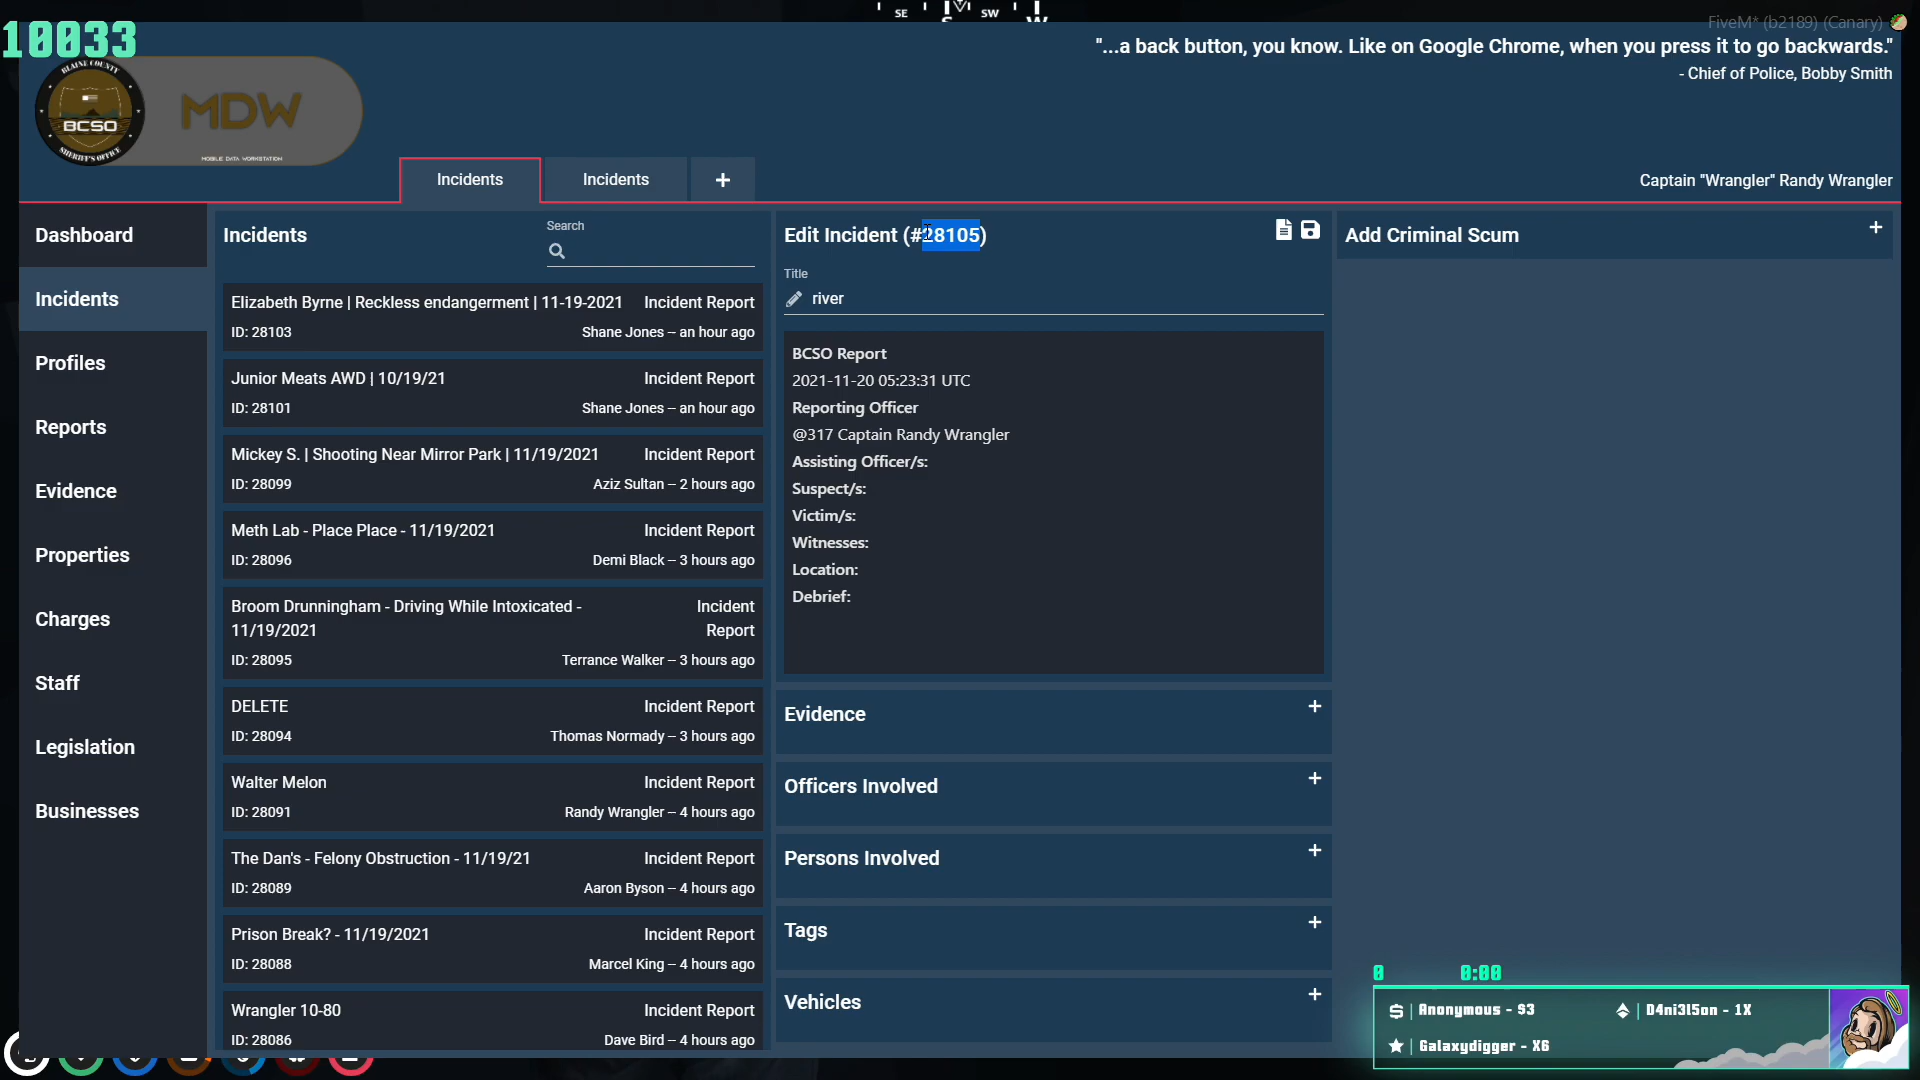 SE
S
SW
W
FiveM* (b2189) (Canary)
10033
"...a back button, you know. Like on Google Chrome, when you press it to go backwards."
- Chief of Police, Bobby Smith
BLAINE COUNTY
BCSO
SHERIFF'S OFFICE
MDW
MOBILE DATA WORKSTATION
Incidents
Incidents
+
Captain "Wrangler" Randy Wrangler
Dashboard
Incidents
Profiles
Reports
Evidence
Properties
Charges
Staff
Legislation
Businesses
Incidents
Search
Elizabeth Byrne | Reckless endangerment | 11-19-2021 Incident Report
ID: 28103 Shane Jones – an hour ago
Junior Meats AWD | 10/19/21 Incident Report
ID: 28101 Shane Jones – an hour ago
Mickey S. | Shooting Near Mirror Park | 11/19/2021 Incident Report
ID: 28099 Aziz Sultan – 2 hours ago
Meth Lab - Place Place - 11/19/2021 Incident Report
ID: 28096 Demi Black – 3 hours ago
Broom Drunningham - Driving While Intoxicated - Incident
11/19/2021 Report
ID: 28095 Terrance Walker – 3 hours ago
DELETE Incident Report
ID: 28094 Thomas Normady – 3 hours ago
Walter Melon Incident Report
ID: 28091 Randy Wrangler – 4 hours ago
The Dan's - Felony Obstruction - 11/19/21 Incident Report
ID: 28089 Aaron Byson – 4 hours ago
Prison Break? - 11/19/2021 Incident Report
ID: 28088 Marcel King – 4 hours ago
Wrangler 10-80 Incident Report
ID: 28086 Dave Bird – 4 hours ago
Edit Incident (#28105)
Title
river
BCSO Report
2021-11-20 05:23:31 UTC
Reporting Officer
@317 Captain Randy Wrangler
Assisting Officer/s:
Suspect/s:
Victim/s:
Witnesses:
Location:
Debrief:
Evidence +
Officers Involved +
Persons Involved +
Tags +
Vehicles +
Add Criminal Scum +
0 0:00
Anonymous - $3
D4ni3l5on - 1X
Galaxydigger - X6